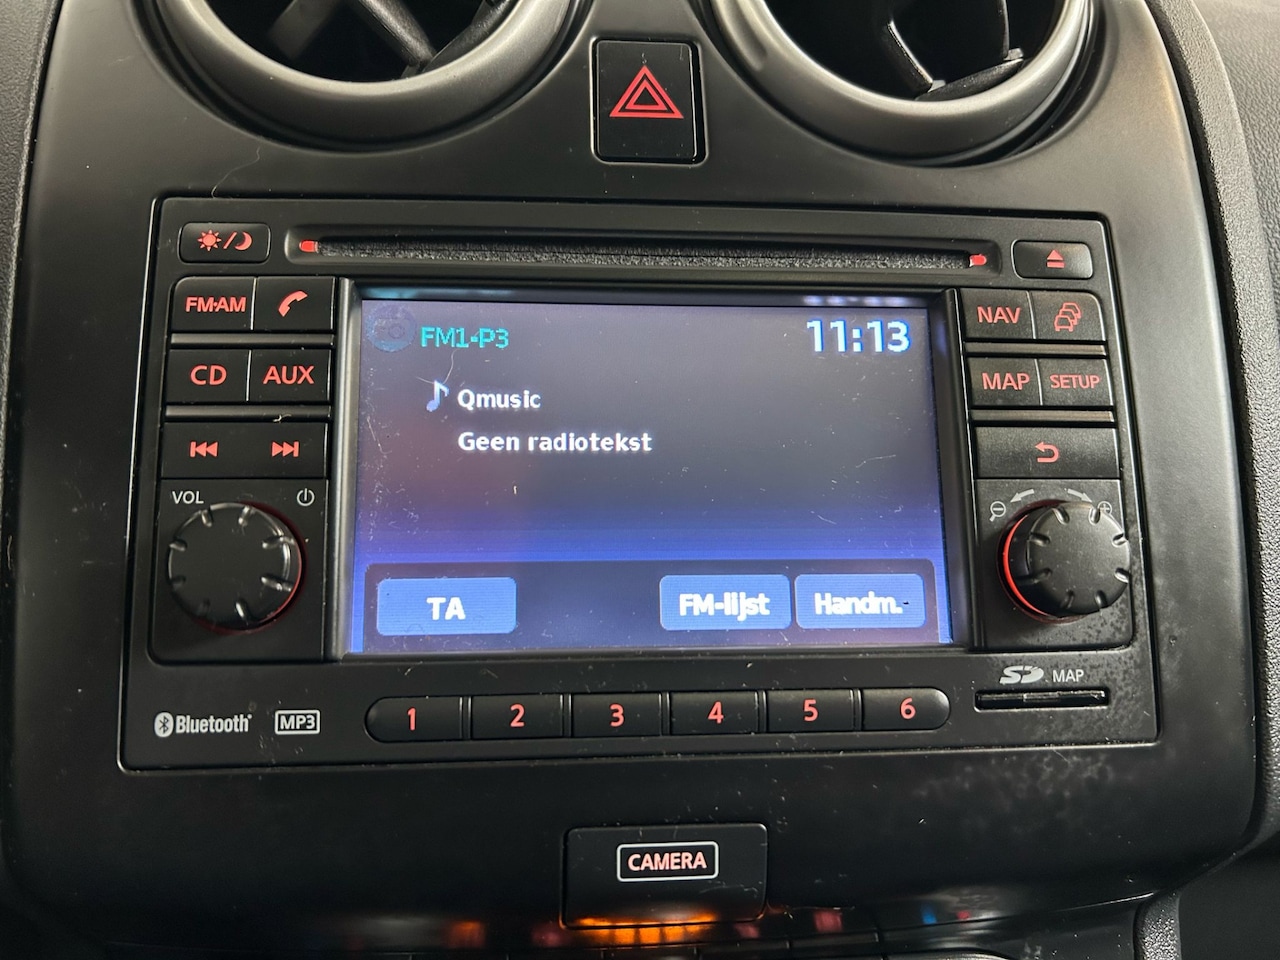 FM·AM
CD AUX
VOL
FM1-P3 11:13
Qmusic
Geen radiotekst
TA FM-lijst Handm.
NAV
MAP SETUP
SD MAP
Bluetooth MP3
1 2 3 4 5 6
CAMERA